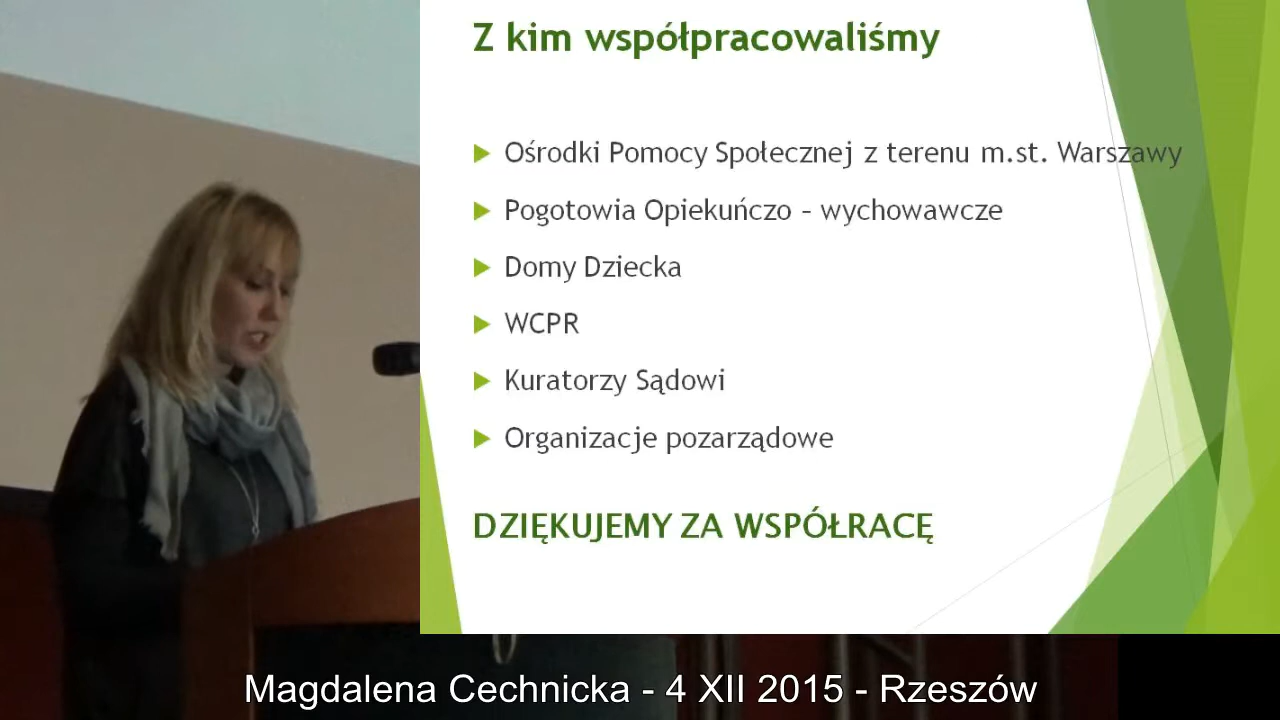 Z kim współpracowaliśmy
Ośrodki Pomocy Społecznej z terenu m.st. Warszawy
Pogotowia Opiekuńczo – wychowawcze
Domy Dziecka
WCPR
Kuratorzy Sądowi
Organizacje pozarządowe
DZIĘKUJEMY ZA WSPÓŁRACĘ
Magdalena Cechnicka - 4 XII 2015 - Rzeszów